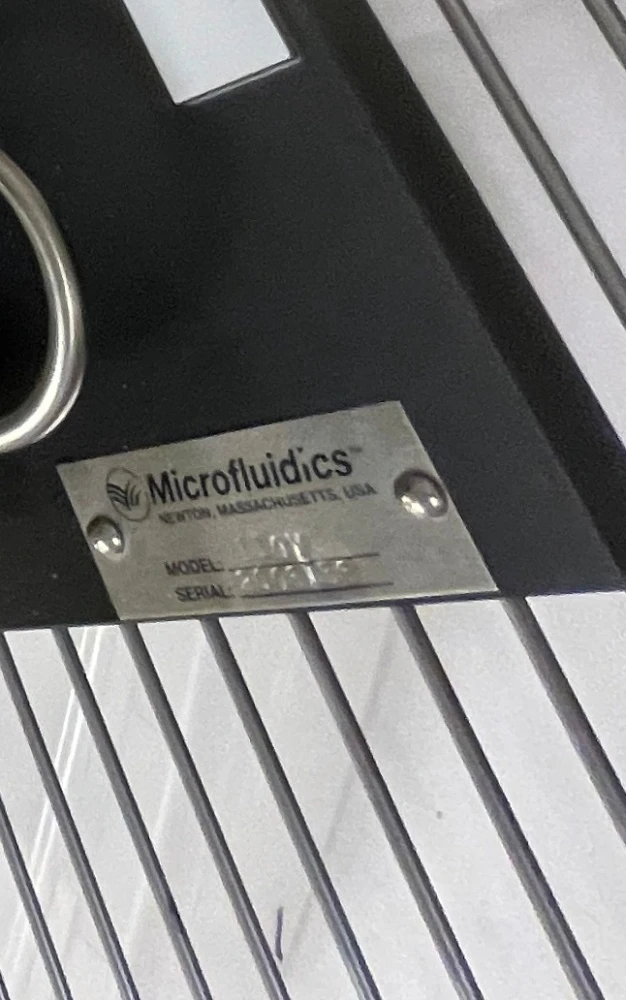 Microfluidics™
NEWTON, MASSACHUSETTS, USA
MODEL:
SERIAL: